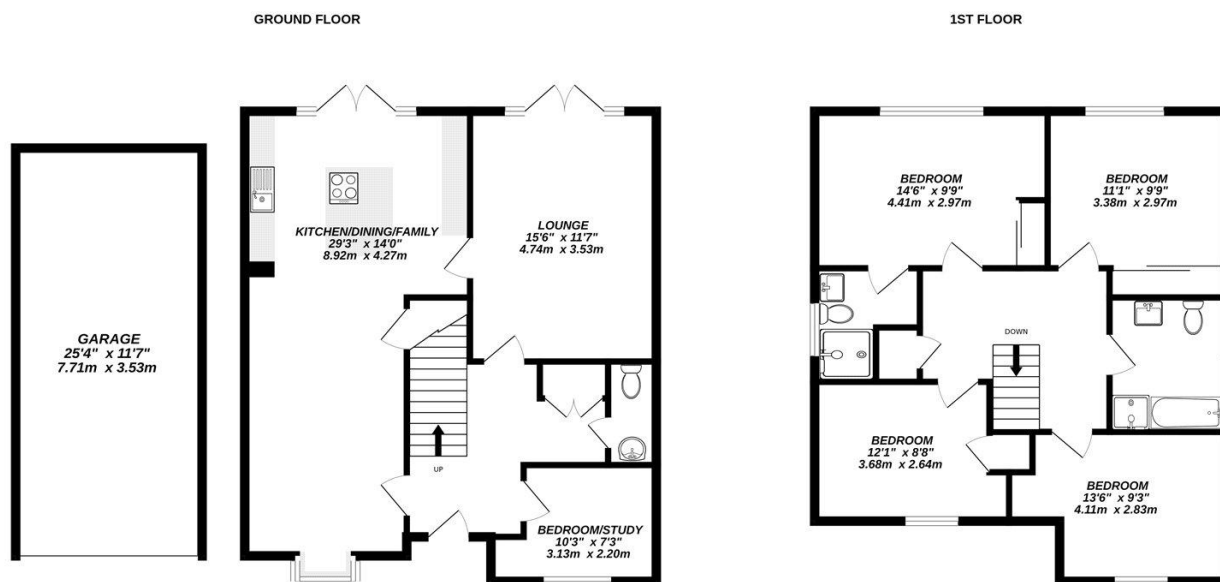 GROUND FLOOR
1ST FLOOR
KITCHEN/DINING/FAMILY
29'3" x 14'0"
8.92m x 4.27m
LOUNGE
15'6" x 11'7"
4.74m x 3.53m
GARAGE
25'4" x 11'7"
7.71m x 3.53m
UP
BEDROOM/STUDY
10'3" x 7'3"
3.13m x 2.20m
BEDROOM
14'6" x 9'9"
4.41m x 2.97m
BEDROOM
11'1" x 9'9"
3.38m x 2.97m
DOWN
BEDROOM
12'1" x 8'8"
3.68m x 2.64m
BEDROOM
13'6" x 9'3"
4.11m x 2.83m